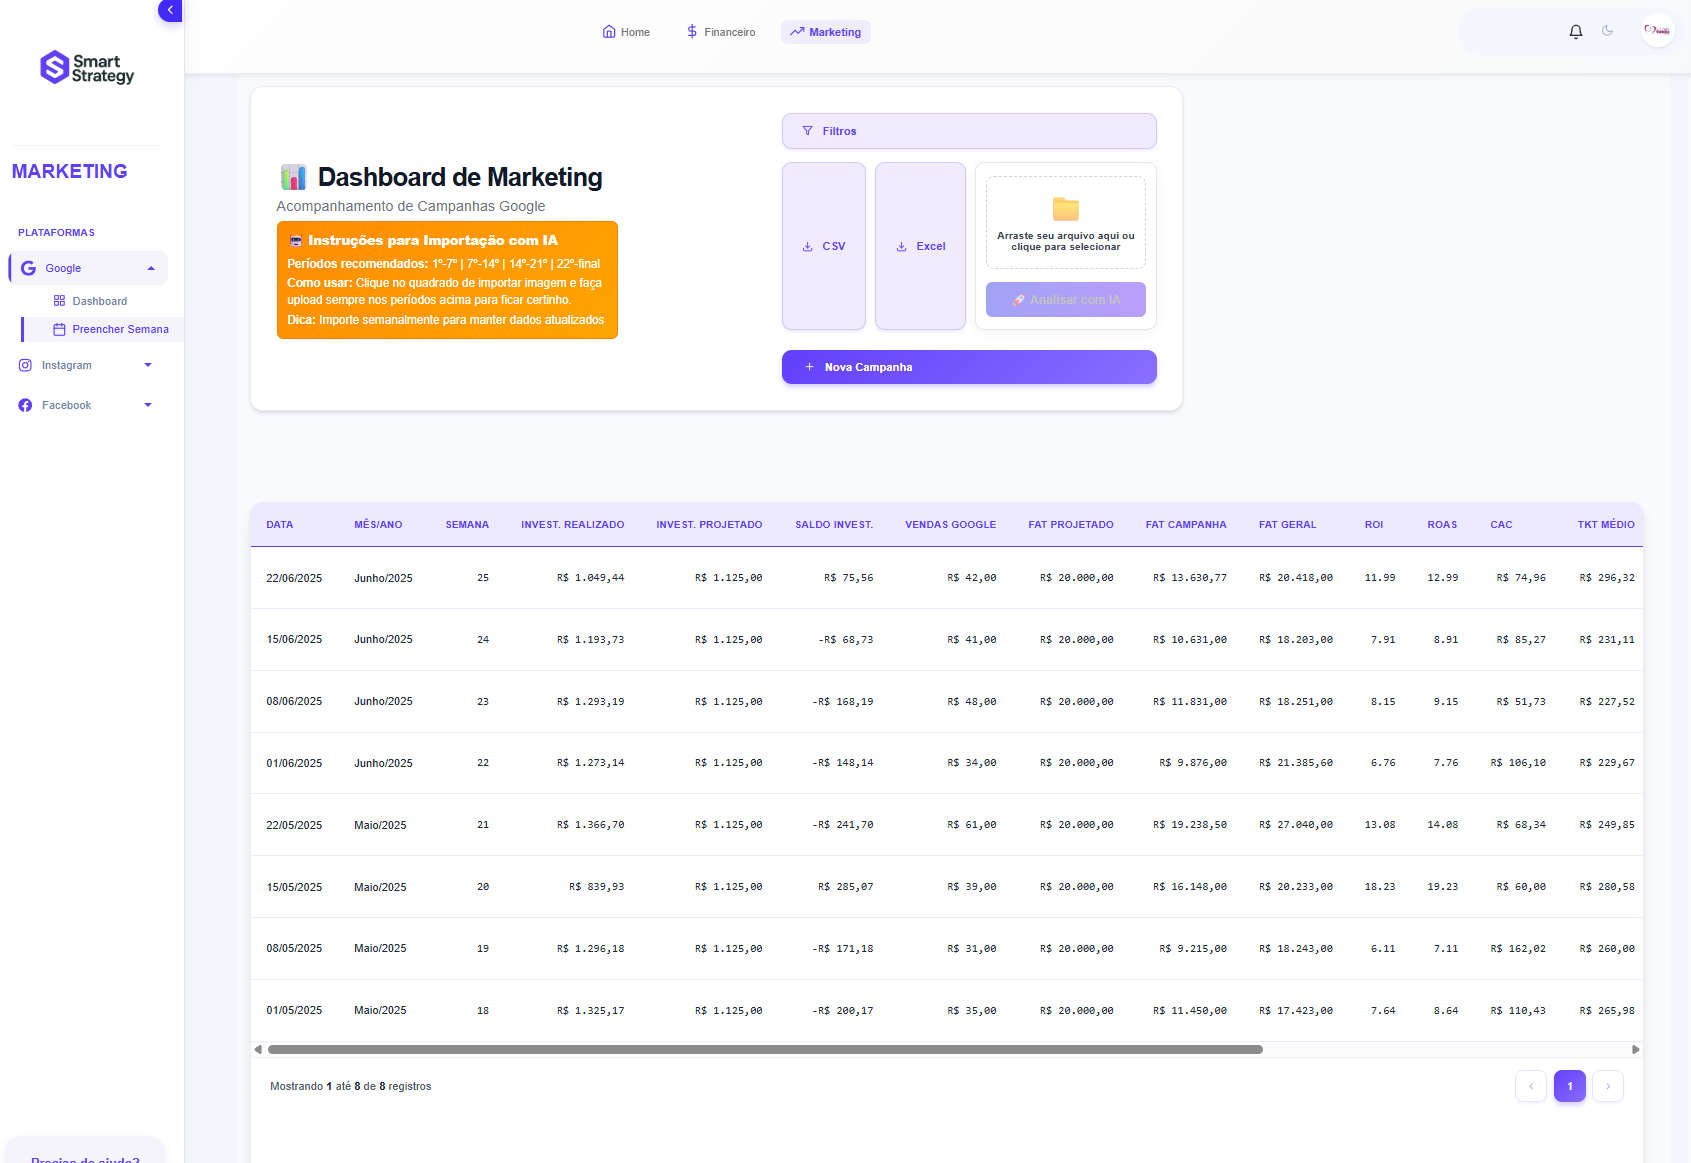 Smart
Strategy
Home
Financeiro
Marketing
MARKETING
PLATAFORMAS
Google
Dashboard
Preencher Semana
Instagram
Facebook
Dashboard de Marketing
Acompanhamento de Campanhas Google
Instruções para Importação com IA
Períodos recomendados: 1º-7º | 7º-14º | 14º-21º | 22º-final
Como usar: Clique no quadrado de importar imagem e faça
upload sempre nos períodos acima para ficar certinho.
Dica: Importe semanalmente para manter dados atualizados
Filtros
CSV
Excel
Arraste seu arquivo aqui ou
clique para selecionar
Analisar com IA
+ Nova Campanha
DATA MÊS/ANO SEMANA INVEST. REALIZADO INVEST. PROJETADO SALDO INVEST. VENDAS GOOGLE FAT PROJETADO FAT CAMPANHA FAT GERAL ROI ROAS CAC TKT MÉDIO
22/06/2025 Junho/2025 25 R$ 1.049,44 R$ 1.125,00 R$ 75,56 R$ 42,00 R$ 20.000,00 R$ 13.630,77 R$ 20.418,00 11.99 12.99 R$ 74,96 R$ 296,32
15/06/2025 Junho/2025 24 R$ 1.193,73 R$ 1.125,00 -R$ 68,73 R$ 41,00 R$ 20.000,00 R$ 10.631,00 R$ 18.203,00 7.91 8.91 R$ 85,27 R$ 231,11
08/06/2025 Junho/2025 23 R$ 1.293,19 R$ 1.125,00 -R$ 168,19 R$ 48,00 R$ 20.000,00 R$ 11.831,00 R$ 18.251,00 8.15 9.15 R$ 51,73 R$ 227,52
01/06/2025 Junho/2025 22 R$ 1.273,14 R$ 1.125,00 -R$ 148,14 R$ 34,00 R$ 20.000,00 R$ 9.876,00 R$ 21.385,60 6.76 7.76 R$ 106,10 R$ 229,67
22/05/2025 Maio/2025 21 R$ 1.366,70 R$ 1.125,00 -R$ 241,70 R$ 61,00 R$ 20.000,00 R$ 19.238,50 R$ 27.040,00 13.08 14.08 R$ 68,34 R$ 249,85
15/05/2025 Maio/2025 20 R$ 839,93 R$ 1.125,00 R$ 285,07 R$ 39,00 R$ 20.000,00 R$ 16.148,00 R$ 20.233,00 18.23 19.23 R$ 60,00 R$ 280,58
08/05/2025 Maio/2025 19 R$ 1.296,18 R$ 1.125,00 -R$ 171,18 R$ 31,00 R$ 20.000,00 R$ 9.215,00 R$ 18.243,00 6.11 7.11 R$ 162,02 R$ 260,00
01/05/2025 Maio/2025 18 R$ 1.325,17 R$ 1.125,00 -R$ 200,17 R$ 35,00 R$ 20.000,00 R$ 11.450,00 R$ 17.423,00 7.64 8.64 R$ 110,43 R$ 265,98
Mostrando 1 até 8 de 8 registros
‹ 1 ›
Precisa de ajuda?